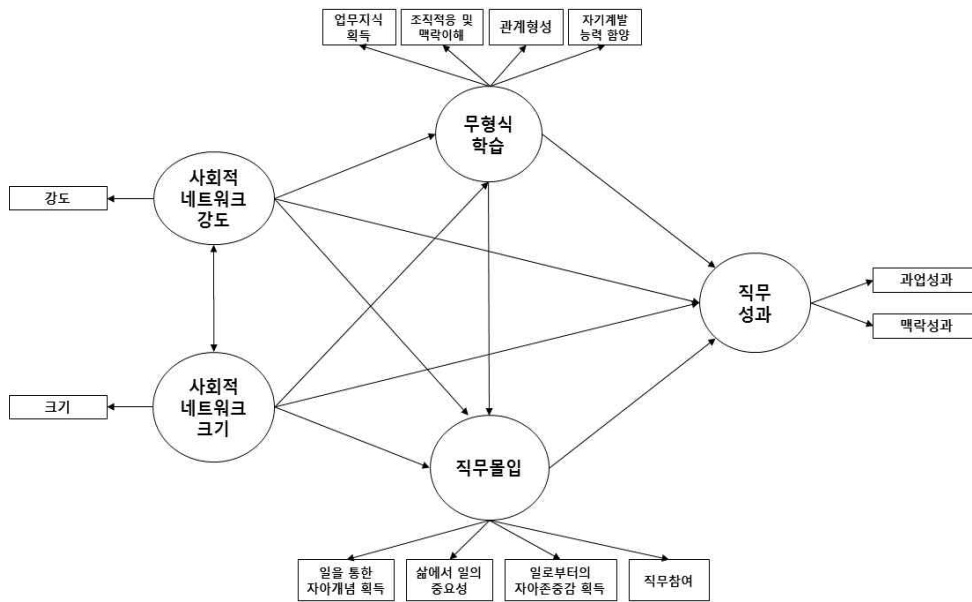 업무지식
획득
조직적응 및
맥락이해
관계형성
자기계발
능력 함양
무형식
학습
사회적
네트워크
강도
강도
직무
성과
과업성과
맥락성과
사회적
네트워크
크기
크기
직무몰입
일을 통한
자아개념 획득
삶에서 일의
중요성
일로부터의
자아존중감 획득
직무참여